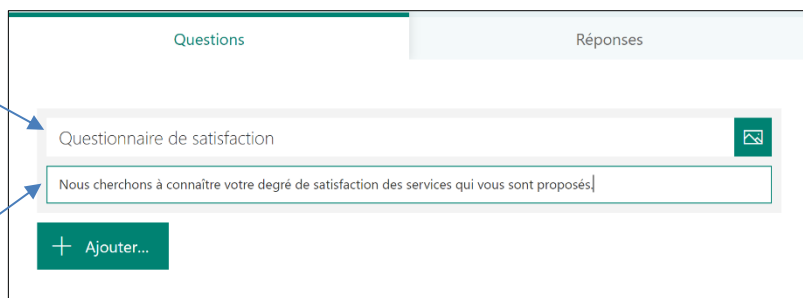 Questions
Réponses
Questionnaire de satisfaction
Nous cherchons à connaître votre degré de satisfaction des services qui vous sont proposés.
Ajouter...